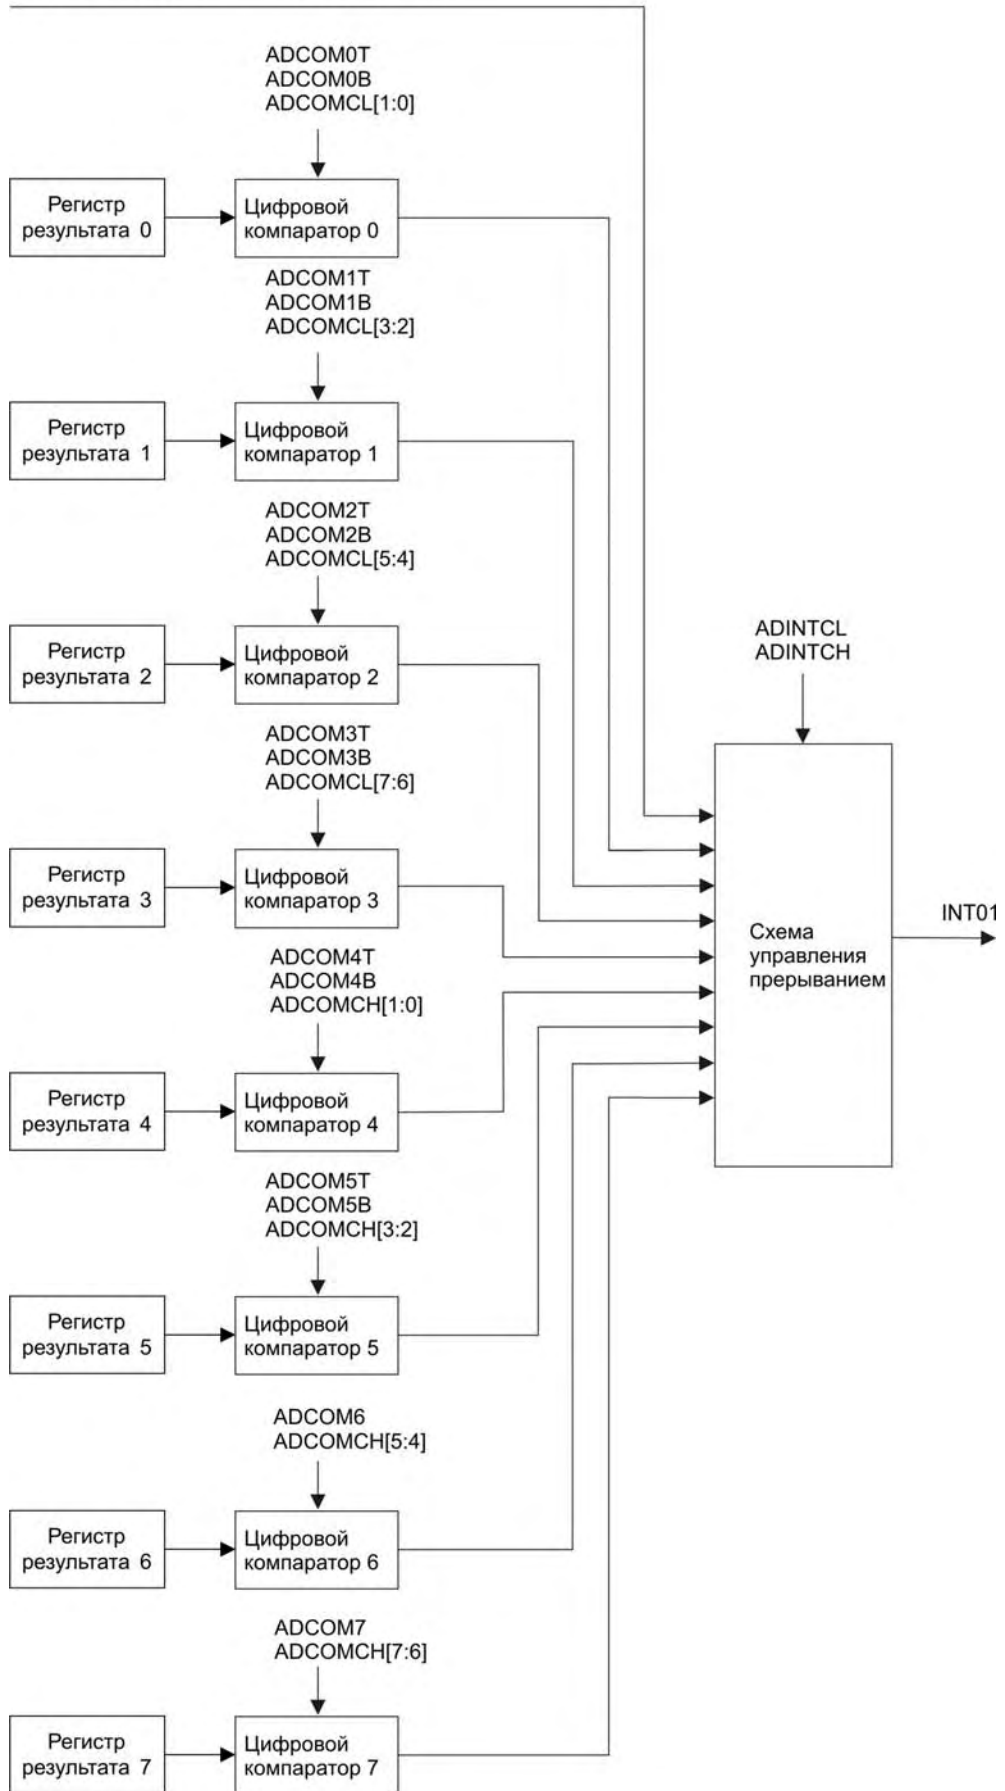 ADCOM0T
ADCOM0B
ADCOMCL[1:0]
Регистр
результата 0
Цифровой
компаратор 0
ADCOM1T
ADCOM1B
ADCOMCL[3:2]
Регистр
результата 1
Цифровой
компаратор 1
ADCOM2T
ADCOM2B
ADCOMCL[5:4]
Регистр
результата 2
Цифровой
компаратор 2
ADCOM3T
ADCOM3B
ADCOMCL[7:6]
Регистр
результата 3
Цифровой
компаратор 3
ADCOM4T
ADCOM4B
ADCOMCH[1:0]
Регистр
результата 4
Цифровой
компаратор 4
ADCOM5T
ADCOM5B
ADCOMCH[3:2]
Регистр
результата 5
Цифровой
компаратор 5
ADCOM6
ADCOMCH[5:4]
Регистр
результата 6
Цифровой
компаратор 6
ADCOM7
ADCOMCH[7:6]
Регистр
результата 7
Цифровой
компаратор 7
ADINTCL
ADINTCH
Схема
управления
прерыванием
INT01